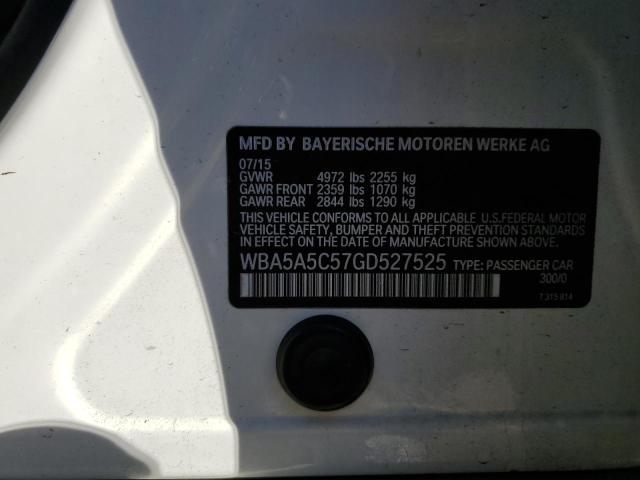 MFD BY BAYERISCHE MOTOREN WERKE AG
07/15
GVWR 4972 lbs 2255 kg
GAWR FRONT 2359 lbs 1070 kg
GAWR REAR 2844 lbs 1290 kg
THIS VEHICLE CONFORMS TO ALL APPLICABLE U.S.FEDERAL MOTOR
VEHICLE SAFETY, BUMPER AND THEFT PREVENTION STANDARDS
IN EFFECT ON THE DATE OF MANUFACTURE
SHOWN ABOVE.
WBA5A5C57GD527525 TYPE: PASSENGER CAR
300/0
T 315 814